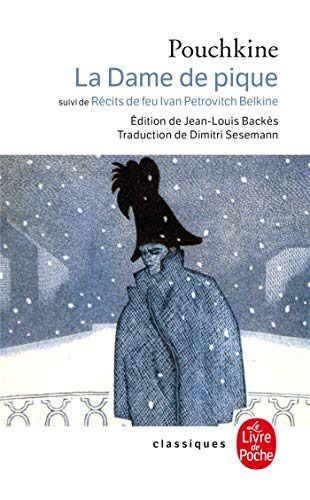 Pouchkine
La Dame de pique
suivi de Récits de feu Ivan Petrovitch Belkine
Édition de Jean-Louis Backès
Traduction de Dimitri Sesemann
classiques
Le
Livre
de
Poche